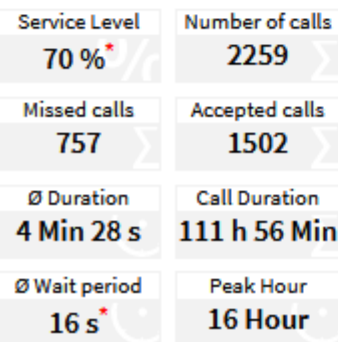 Service Level
70 %*
Number of calls
2259
Missed calls
757
Accepted calls
1502
Ø Duration
4 Min 28 s
Call Duration
111 h 56 Min
Ø Wait period
16 s*
Peak Hour
16 Hour